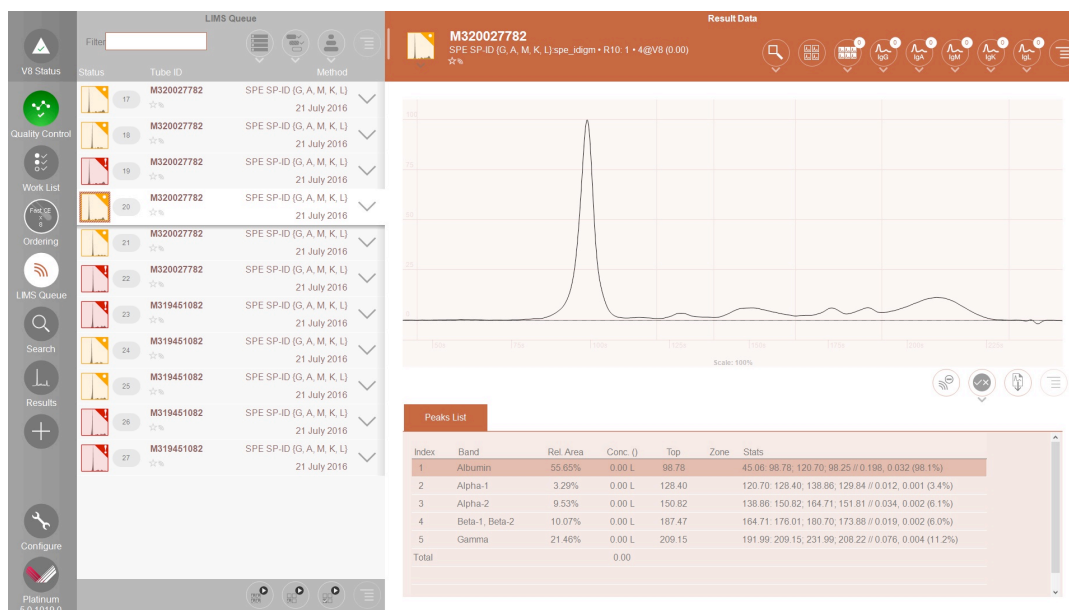 LIMS Queue
Result Data
V8 Status
Quality Control
Work List
Fast CE
x
8
Ordering
LIMS Queue
Search
Results
Configure
Platinum
Filter
Status Tube ID Method
17 M320027782 SPE SP-ID {G, A, M, K, L}
21 July 2016
18 M320027782 SPE SP-ID {G, A, M, K, L}
21 July 2016
19 M320027782 SPE SP-ID {G, A, M, K, L}
21 July 2016
20 M320027782 SPE SP-ID {G, A, M, K, L}
21 July 2016
21 M320027782 SPE SP-ID {G, A, M, K, L}
21 July 2016
22 M320027782 SPE SP-ID {G, A, M, K, L}
21 July 2016
23 M319451082 SPE SP-ID {G, A, M, K, L}
21 July 2016
24 M319451082 SPE SP-ID {G, A, M, K, L}
21 July 2016
25 M319451082 SPE SP-ID {G, A, M, K, L}
21 July 2016
26 M319451082 SPE SP-ID {G, A, M, K, L}
21 July 2016
27 M319451082 SPE SP-ID {G, A, M, K, L}
21 July 2016
M320027782
SPE SP-ID {G, A, M, K, L}:spe_idigm • R10: 1 • 4@V8 (0.00)
0 0 0 0 0 0
IgG IgA IgM IgK IgL
Scale: 100%
Peaks List
Index Band Rel. Area Conc. () Top Zone Stats
1 Albumin 55.65% 0.00 L 98.78 45.06; 98.78; 120.70; 98.25 // 0.198, 0.032 (98.1%)
2 Alpha-1 3.29% 0.00 L 128.40 120.70; 128.40; 138.86; 129.84 // 0.012, 0.001 (3.4%)
3 Alpha-2 9.53% 0.00 L 150.82 138.86; 150.82; 164.71; 151.81 // 0.034, 0.002 (6.1%)
4 Beta-1, Beta-2 10.07% 0.00 L 187.47 164.71; 176.01; 180.70; 173.88 // 0.019, 0.002 (6.0%)
5 Gamma 21.46% 0.00 L 209.15 191.99; 209.15; 231.99; 208.22 // 0.076, 0.004 (11.2%)
Total 0.00